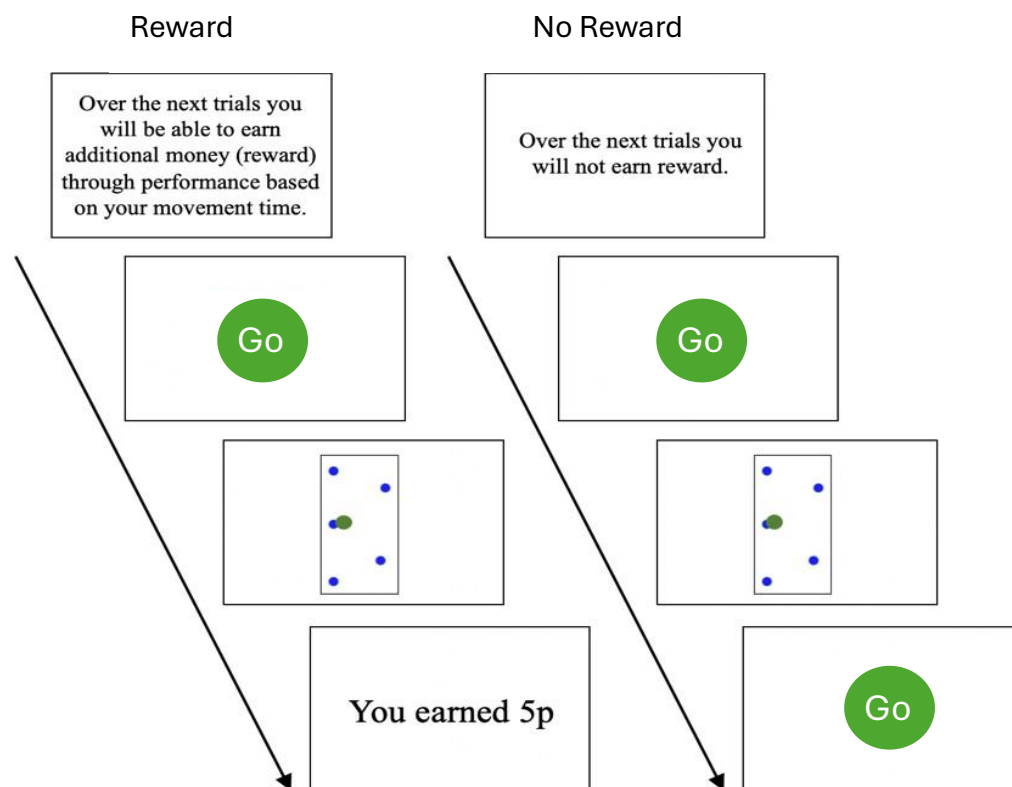 Reward
Over the next trials you
will be able to earn
additional money (reward)
through performance based
on your movement time.
Go
You earned 5p
No Reward
Over the next trials you
will not earn reward.
Go
Go